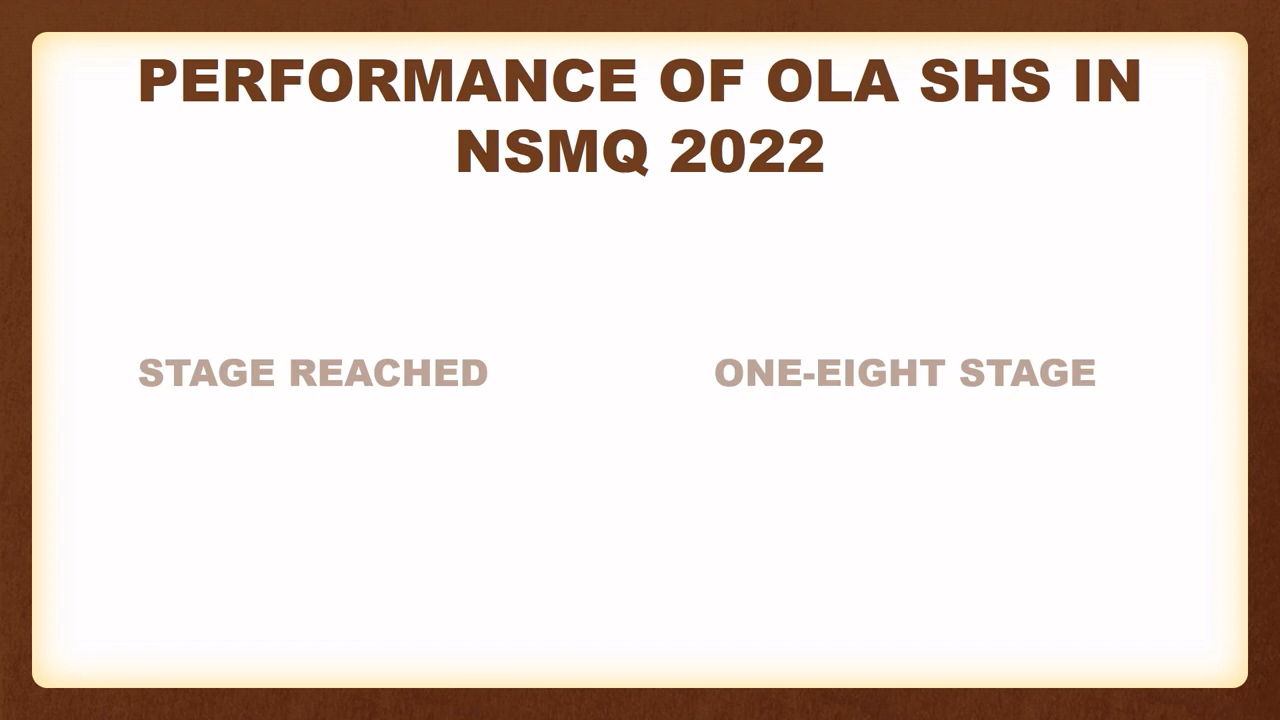 PERFORMANCE OF OLA SHS IN
NSMQ 2022
STAGE REACHED
ONE-EIGHT STAGE